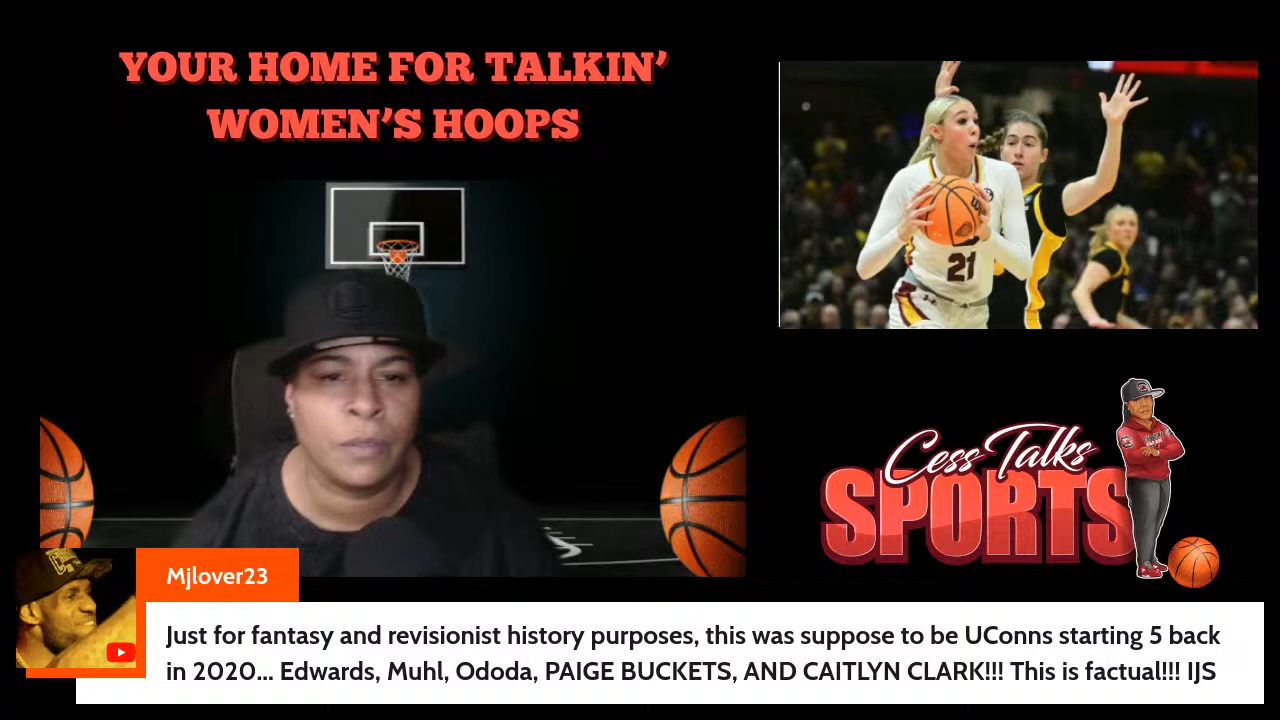 YOUR HOME FOR TALKIN’
WOMEN’S HOOPS
21
Cess Talks
SPORTS
Mjlover23
Just for fantasy and revisionist history purposes, this was suppose to be UConns starting 5 back
in 2020... Edwards, Muhl, Ododa, PAIGE BUCKETS, AND CAITLYN CLARK!!! This is factual!!! IJS